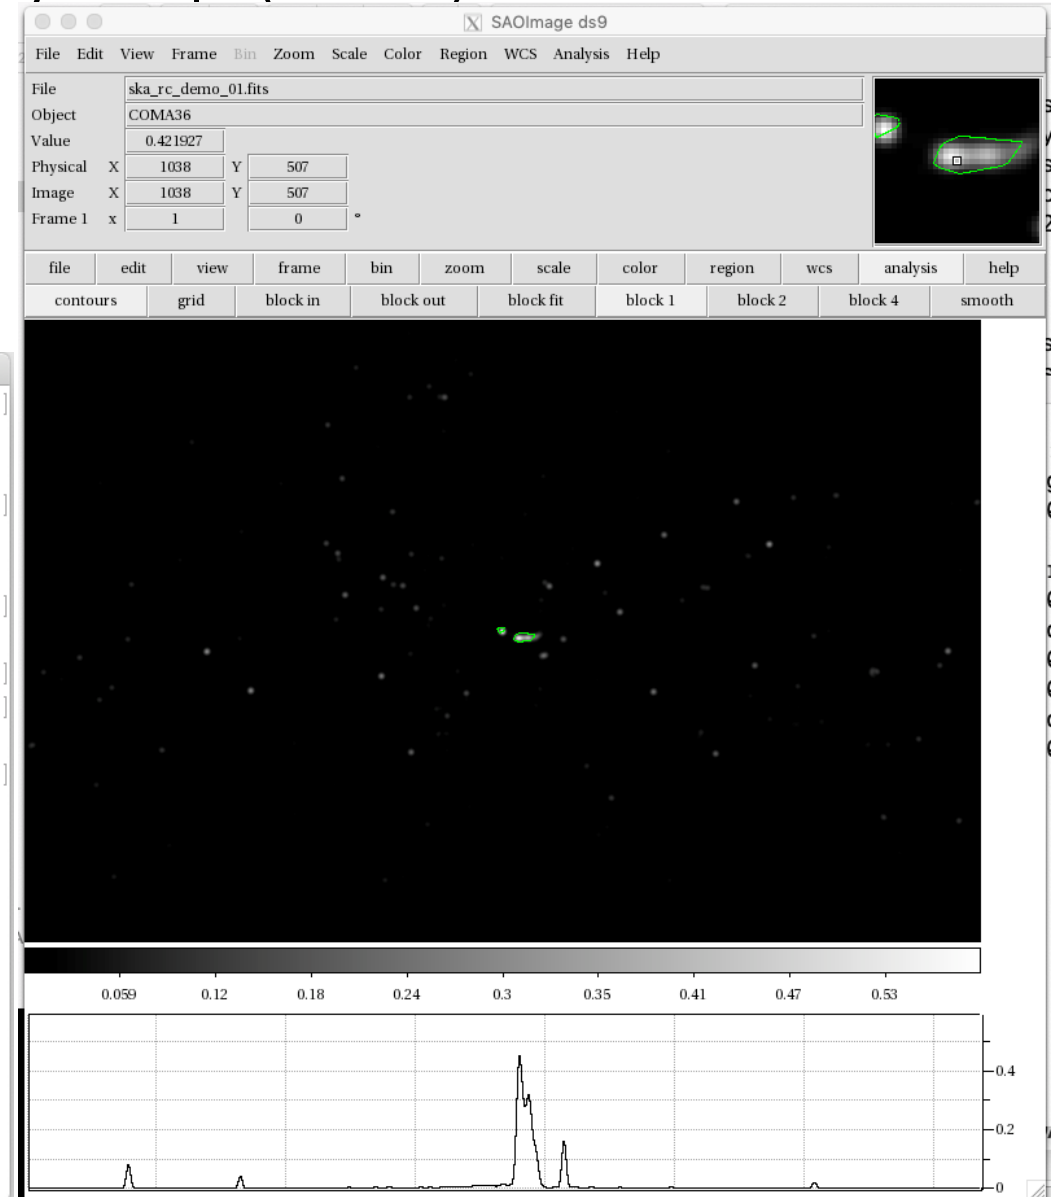 SAOImage ds9
File Edit View Frame Bin Zoom Scale Color Region WCS Analysis Help
File ska_rc_demo_01.fits
Object COMA36
Value 0.421927
Physical X 1038 Y 507
Image X 1038 Y 507
Frame 1 x 1 0 °
file edit view frame bin zoom scale color region wcs analysis help
contours grid block in block out block fit block 1 block 2 block 4 smooth
0.059 0.12 0.18 0.24 0.3 0.35 0.41 0.47 0.53
0.4
0.2
0